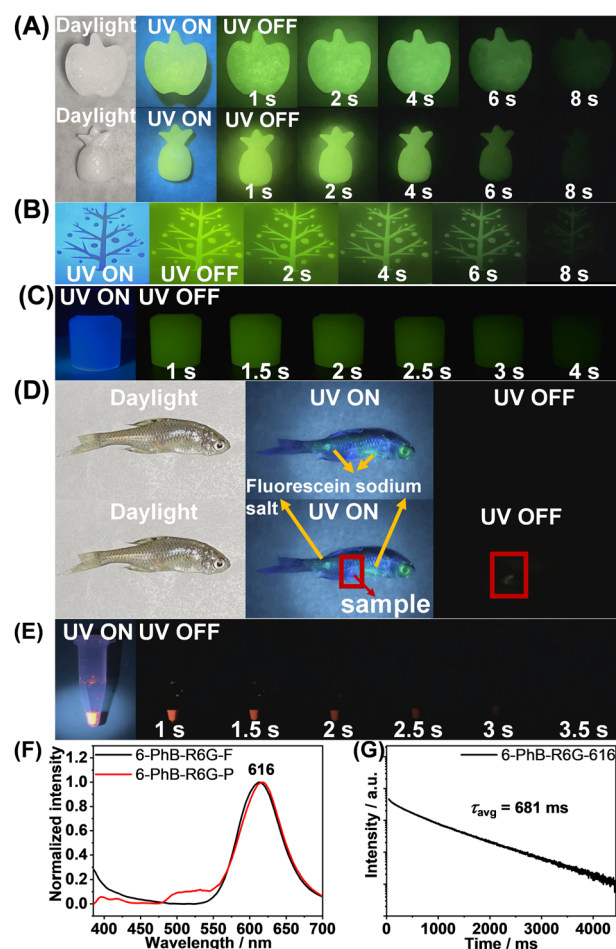 (A) Daylight UV ON UV OFF
1 s 2 s 4 s 6 s 8 s
Daylight UV ON UV OFF
1 s 2 s 4 s 6 s 8 s
(B)
UV ON UV OFF 2 s 4 s 6 s 8 s
(C) UV ON UV OFF
1 s 1.5 s 2 s 2.5 s 3 s 4 s
(D) Daylight UV ON UV OFF
Fluorescein sodium
salt
Daylight UV ON UV OFF
sample
(E) UV ON UV OFF
1 s 1.5 s 2 s 2.5 s 3 s 3.5 s
(F)
6-PhB-R6G-F
6-PhB-R6G-P
616
Normalized intensity
1.2
1.0
0.8
0.6
0.4
0.2
0.0
400 450 500 550 600 650 700
Wavelength / nm
(G)
6-PhB-R6G-616
τavg = 681 ms
Intensity / a.u.
0 1000 2000 3000 4000
Time / ms